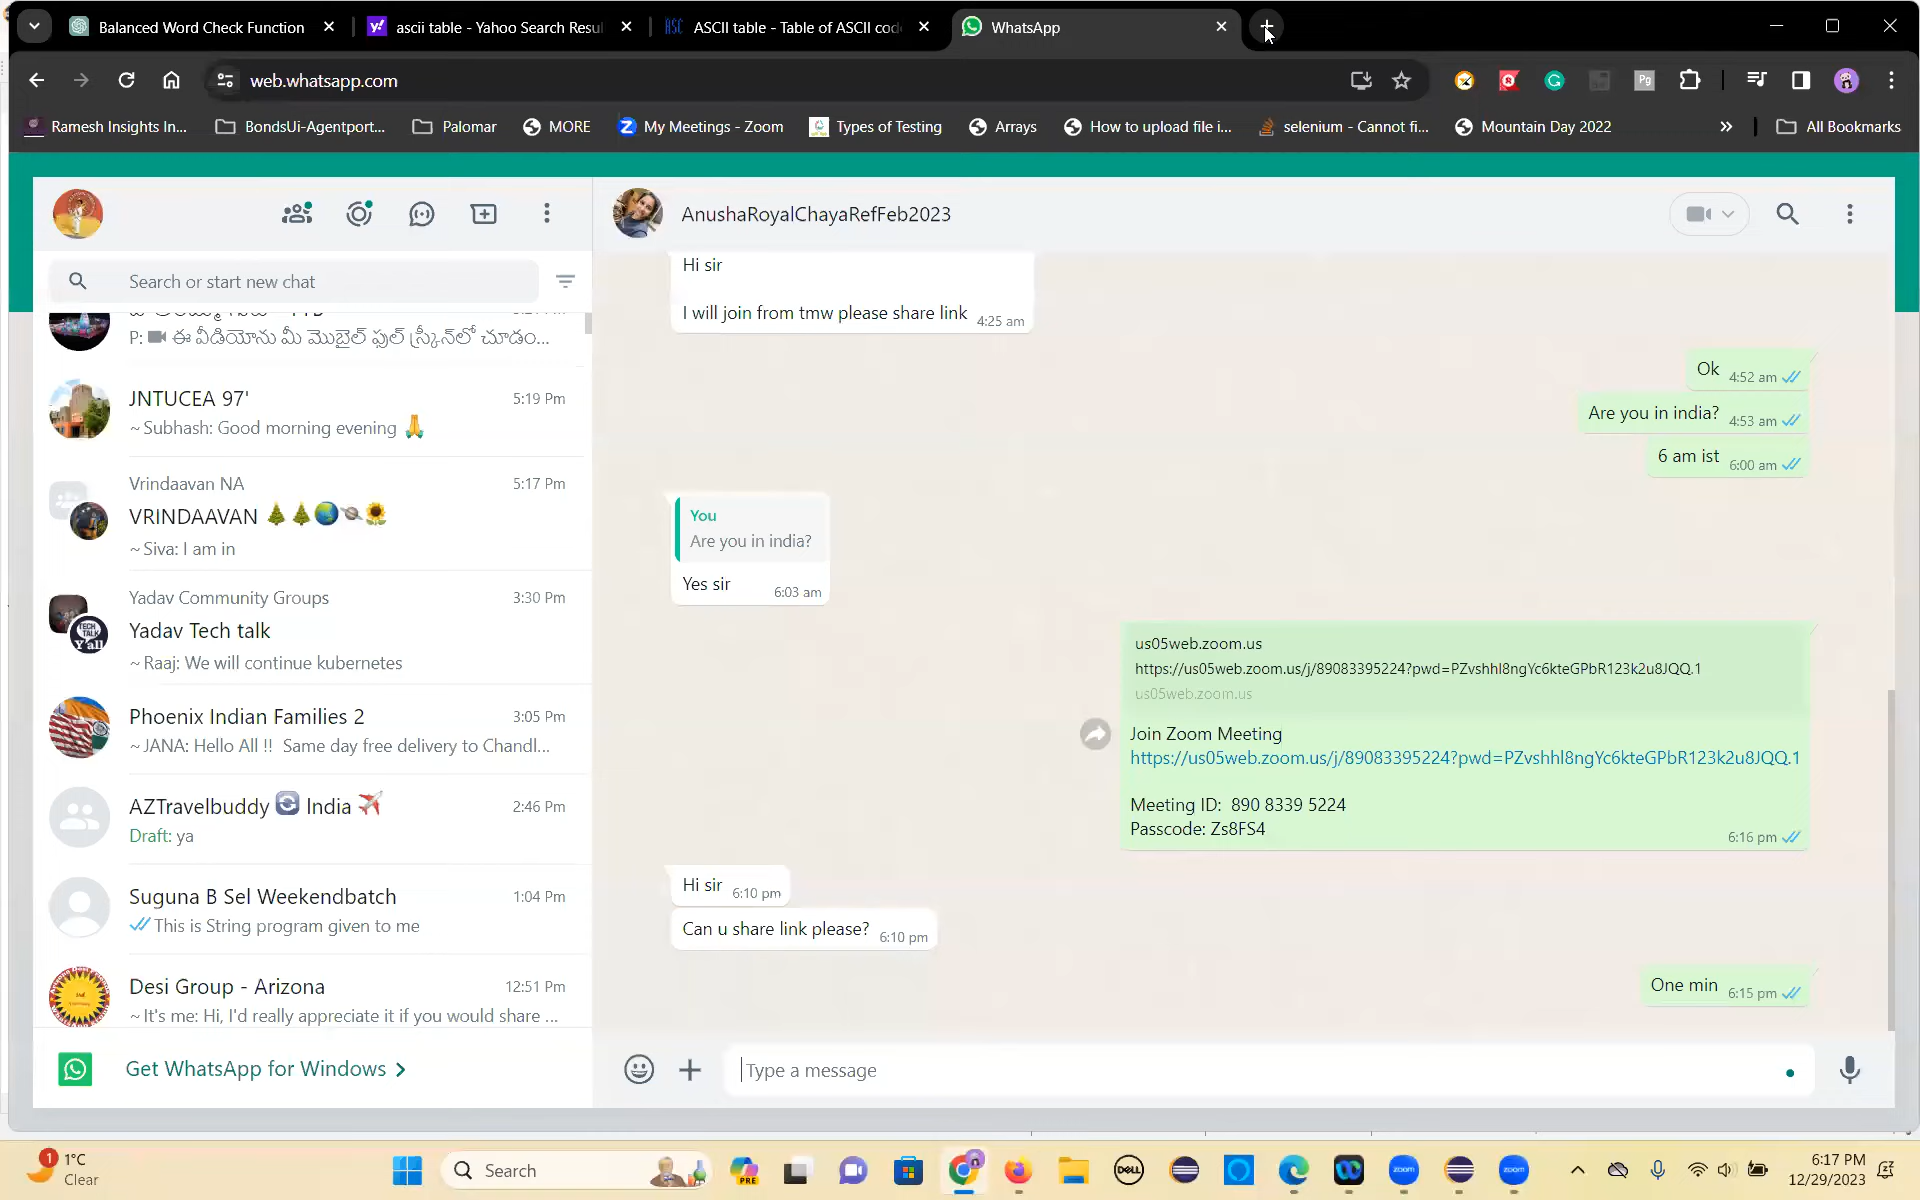 Balanced Word Check Function
ascii table - Yahoo Search Resul
ASCII table - Table of ASCII cod
WhatsApp
web.whatsapp.com
Ramesh Insights In...
BondsUi-Agentport...
Palomar
MORE
My Meetings - Zoom
Types of Testing
Arrays
How to upload file i...
selenium - Cannot fi...
Mountain Day 2022
All Bookmarks
Search or start new chat
P: ఈ వీడియోను మీ మొబైల్ ఫుల్ స్క్రీన్‌లో చూడం...
JNTUCEA 97'
5:19 Pm
~ Subhash: Good morning evening 🙏
Vrindaavan NA
5:17 Pm
VRINDAAVAN 🎄🎄🌍🪐🌻
~ Siva: I am in
Yadav Community Groups
3:30 Pm
Yadav Tech talk
~ Raaj: We will continue kubernetes
Phoenix Indian Families 2
3:05 Pm
~ JANA: Hello All !! Same day free delivery to Chandl...
AZTravelbuddy 🔄 India ✈️
2:46 Pm
Draft: ya
Suguna B Sel Weekendbatch
1:04 Pm
This is String program given to me
Desi Group - Arizona
12:51 Pm
~ It's me: Hi, I'd really appreciate it if you would share ...
Get WhatsApp for Windows >
AnushaRoyalChayaRefFeb2023
Hi sir
I will join from tmw please share link 4:25 am
Ok 4:52 am
Are you in india? 4:53 am
6 am ist 6:00 am
You
Are you in india?
Yes sir 6:03 am
us05web.zoom.us
https://us05web.zoom.us/j/89083395224?pwd=PZvshhl8ngYc6kteGPbR123k2u8JQQ.1
us05web.zoom.us
Join Zoom Meeting
https://us05web.zoom.us/j/89083395224?pwd=PZvshhl8ngYc6kteGPbR123k2u8JQQ.1
Meeting ID: 890 8339 5224
Passcode: Zs8FS4
6:16 pm
Hi sir 6:10 pm
Can u share link please? 6:10 pm
One min 6:15 pm
Type a message
1
1°C
Clear
Search
PRE
DELL
zoom
zoom
6:17 PM
12/29/2023